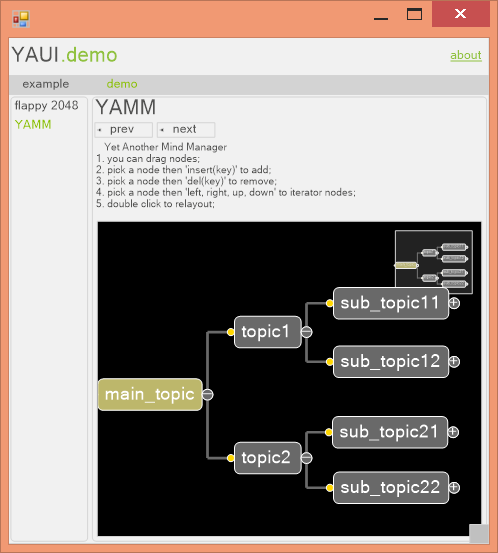 YAUI.demo
about
example demo
flappy 2048
YAMM
YAMM
prev next
Yet Another Mind Manager
1. you can drag nodes;
2. pick a node then 'insert(key)' to add;
3. pick a node then 'del(key)' to remove;
4. pick a node then 'left, right, up, down' to iterator nodes;
5. double click to relayout;
sub_topic11
topic1
sub_topic12
main_topic
sub_topic21
topic2
sub_topic22